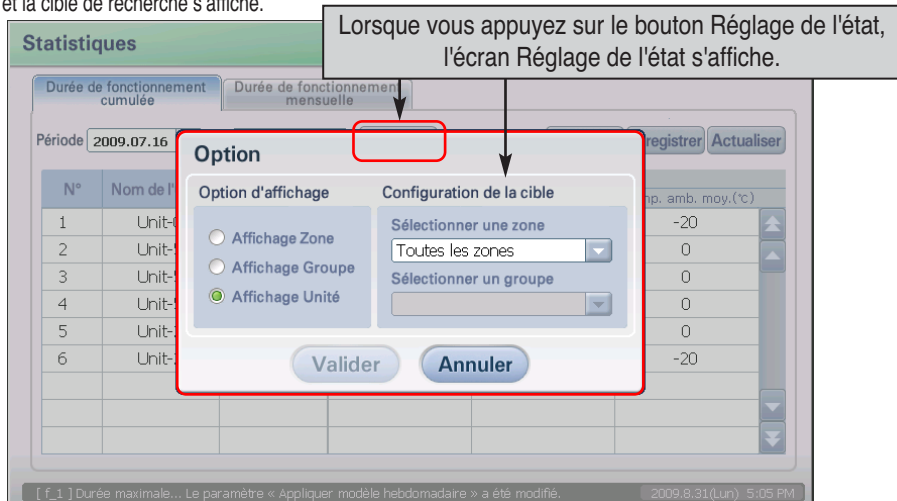 et la cible de recherche s'affiche.
Lorsque vous appuyez sur le bouton Réglage de l'état,
l'écran Réglage de l'état s'affiche.
Statistiques
Durée de fonctionnement
cumulée
Durée de fonctionnement
mensuelle
Période 2009.07.16
Actualiser
Option
Option d'affichage
Configuration de la cible
Affichage Zone
Affichage Groupe
Affichage Unité
Sélectionner une zone
Toutes les zones
Sélectionner un groupe
Valider
Annuler
N° Nom de l'
amb. moy.(℃)
1 Unit- -20
2 Unit- 0
3 Unit- 0
4 Unit- 0
5 Unit- 0
6 Unit- -20
[ f_1 ] Durée maximale... Le paramètre « Appliquer modèle hebdomadaire » a été modifié. 2009.8.31(Lun) 5:05 PM